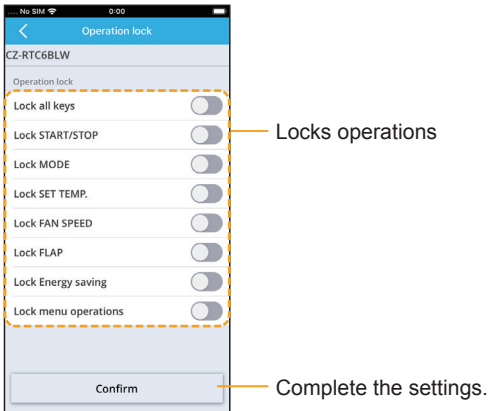 .... No SIM 0:00
Operation lock
CZ-RTC6BLW
Operation lock
Lock all keys
Lock START/STOP
Locks operations
Lock MODE
Lock SET TEMP.
Lock FAN SPEED
Lock FLAP
Lock Energy saving
Lock menu operations
Confirm
Complete the settings.